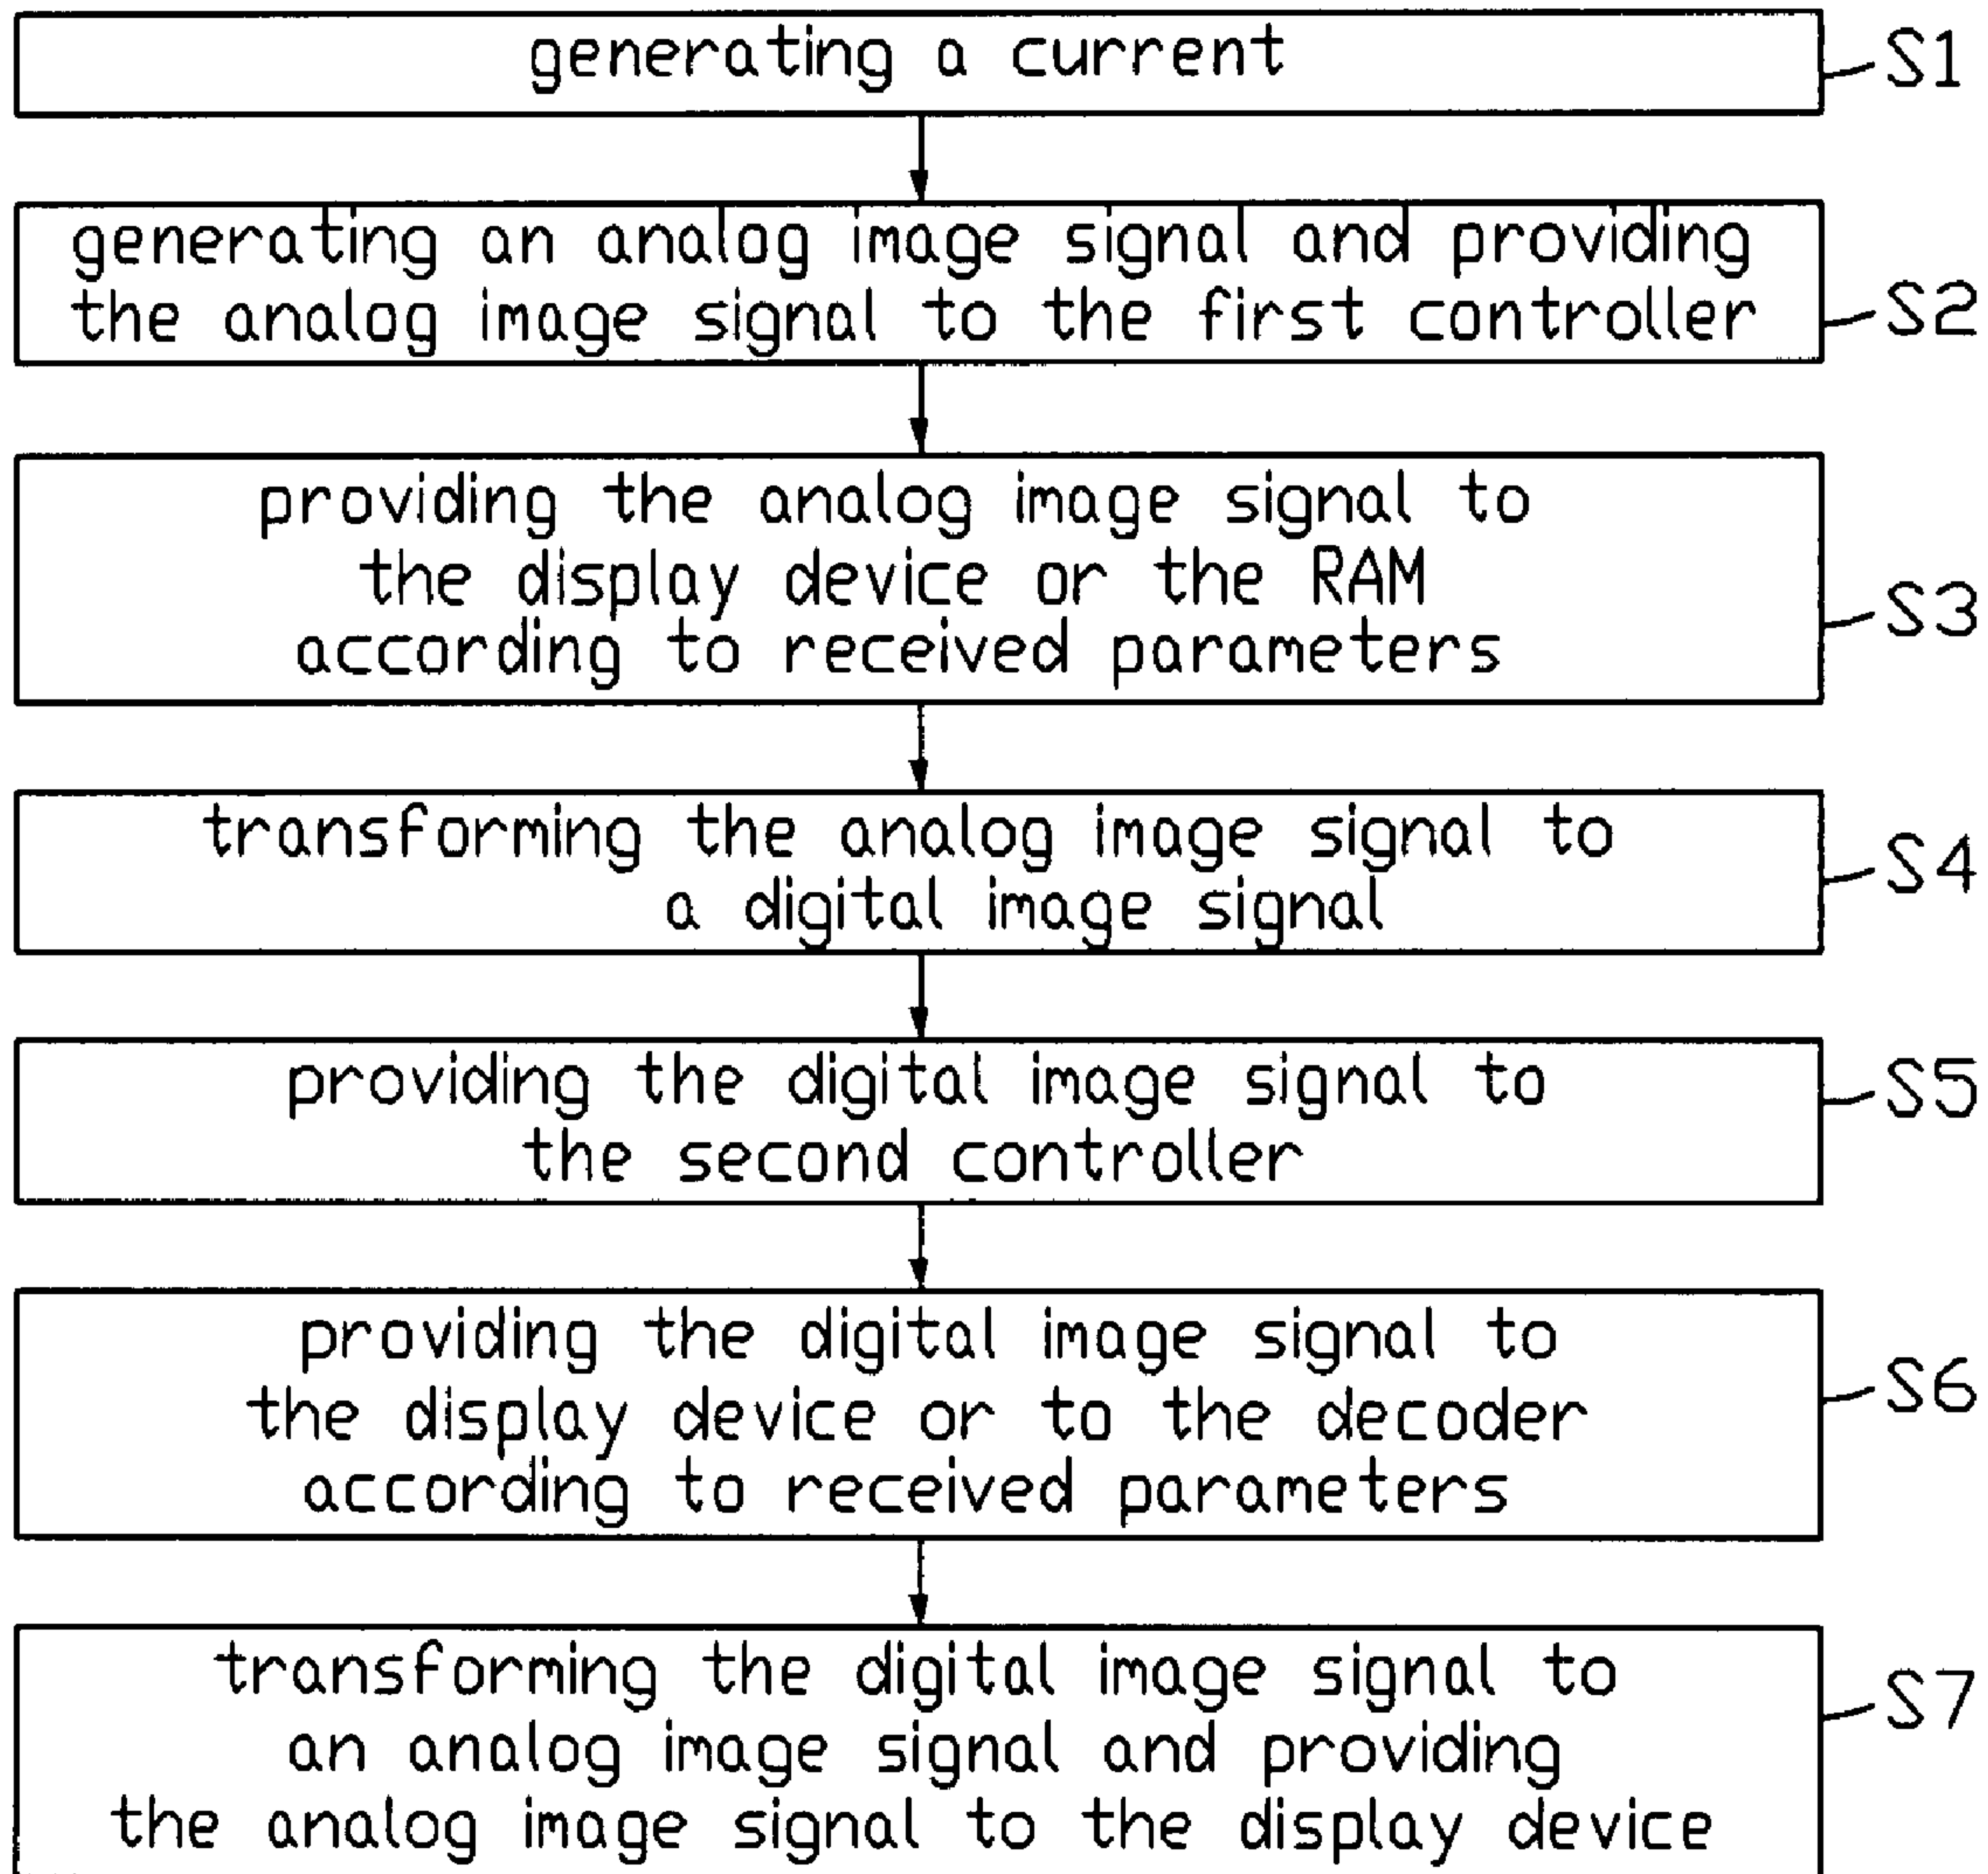 generating a current
S1
generating an analog image signal and providing
the analog image signal to the first controller
S2
providing the analog image signal to
the display device or the RAM
according to received parameters
S3
transforming the analog image signal to
a digital image signal
S4
providing the digital image signal to
the second controller
S5
providing the digital image signal to
the display device or to the decoder
according to received parameters
S6
transforming the digital image signal to
an analog image signal and providing
the analog image signal to the display device
S7